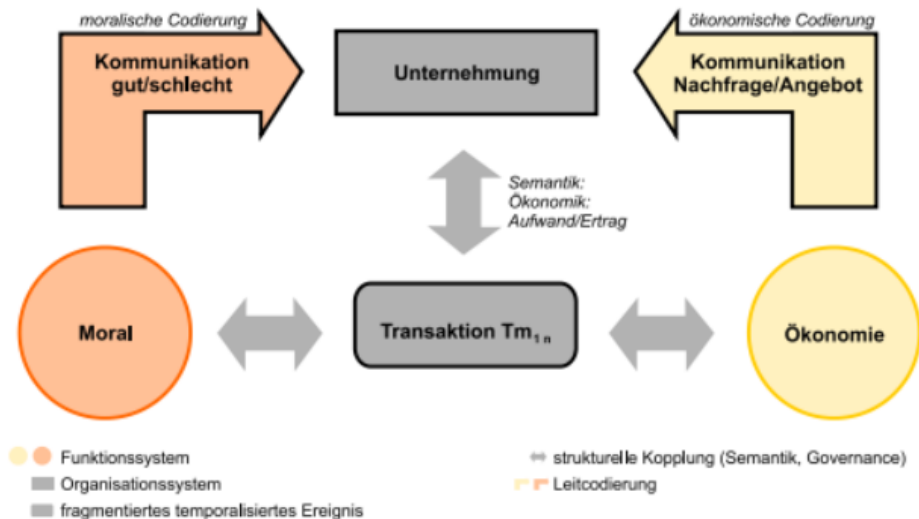 moralische Codierung
Kommunikation
gut/schlecht
Unternehmung
ökonomische Codierung
Kommunikation
Nachfrage/Angebot
Semantik:
Ökonomik:
Aufwand/Ertrag
Moral
Transaktion Tm1 n
Ökonomie
Funktionssystem
Organisationssystem
fragmentiertes temporalisiertes Ereignis
strukturelle Kopplung (Semantik, Governance)
Leitcodierung